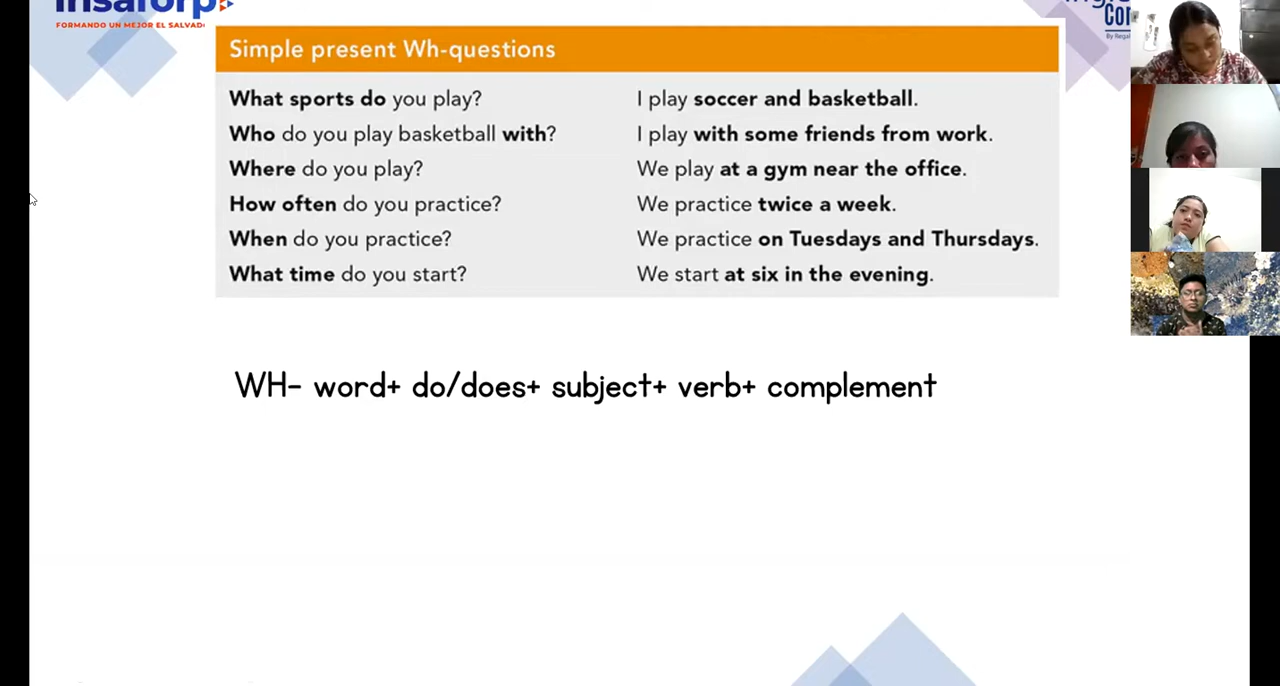 FORMANDO UN MEJOR EL SALVADOR
By Regal
Simple present Wh-questions
What sports do you play? I play soccer and basketball.
Who do you play basketball with? I play with some friends from work.
Where do you play? We play at a gym near the office.
How often do you practice? We practice twice a week.
When do you practice? We practice on Tuesdays and Thursdays.
What time do you start? We start at six in the evening.
WH- word+ do/does+ subject+ verb+ complement